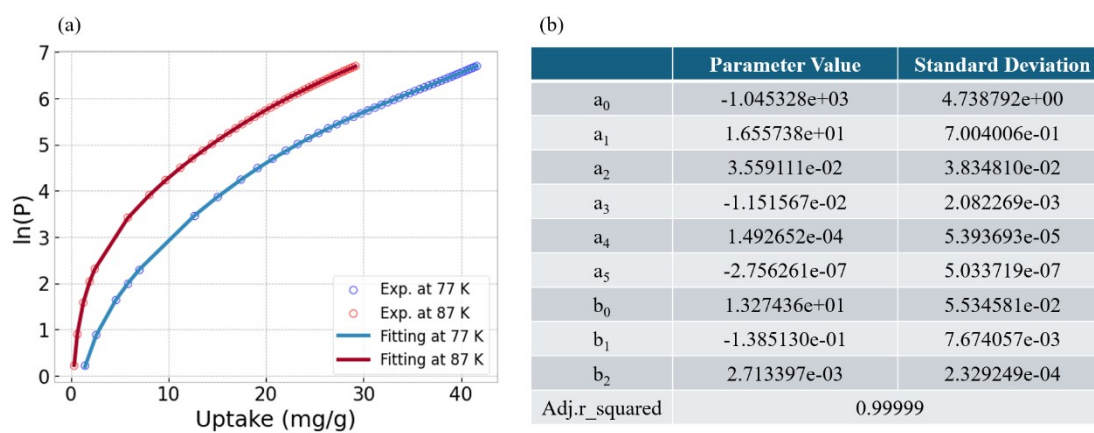 (a)
7
6
5
4
3
2
1
0
ln(P)
0 10 20 30 40
Uptake (mg/g)
Exp. at 77 K
Exp. at 87 K
Fitting at 77 K
Fitting at 87 K
(b)
Parameter Value Standard Deviation
a₀ -1.045328e+03 4.738792e+00
a₁ 1.655738e+01 7.004006e-01
a₂ 3.559111e-02 3.834810e-02
a₃ -1.151567e-02 2.082269e-03
a₄ 1.492652e-04 5.393693e-05
a₅ -2.756261e-07 5.033719e-07
b₀ 1.327436e+01 5.534581e-02
b₁ -1.385130e-01 7.674057e-03
b₂ 2.713397e-03 2.329249e-04
Adj.r_squared 0.99999